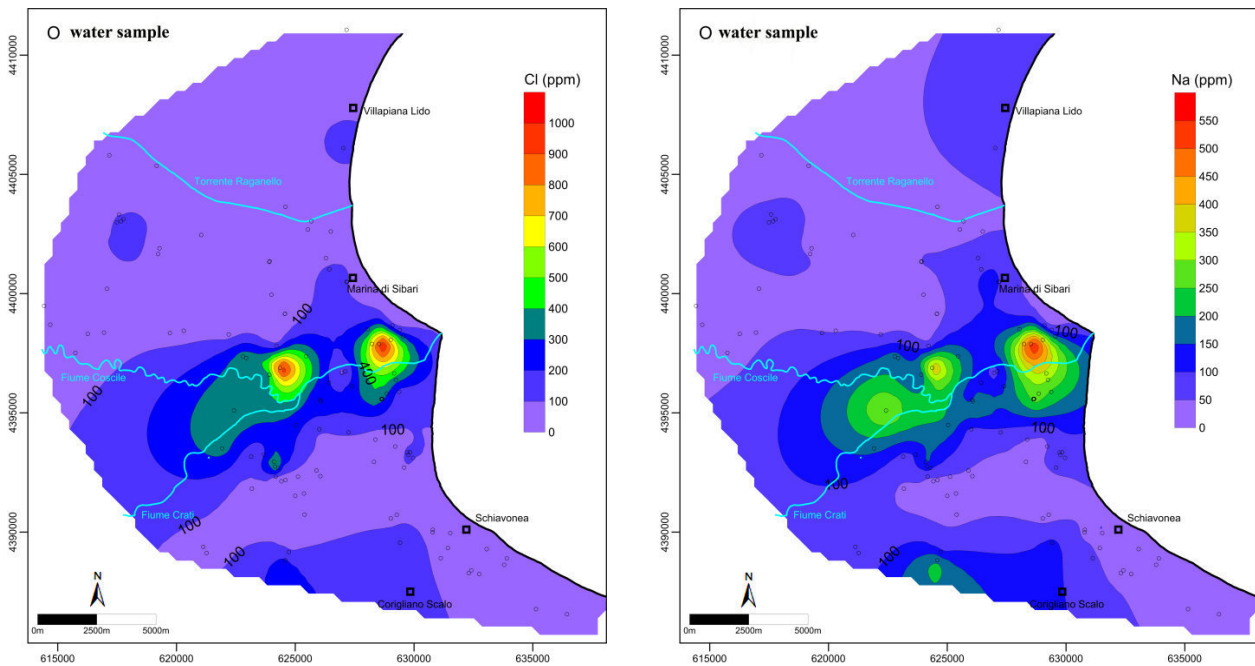 O water sample
Cl (ppm)
1000
900
800
700
600
500
400
300
200
100
0
Villapiana Lido
Torrente Raganello
Marina di Sibari
100
400
Fiume Coscile
100
100
Fiume Crati
100
100
Schiavonea
Corigliano Scalo
N
0m
2500m
5000m
4410000
4405000
4400000
4395000
4390000
615000
620000
625000
630000
635000
O water sample
Na (ppm)
550
500
450
400
350
300
250
200
150
100
50
0
Villapiana Lido
Torrente Raganello
Marina di Sibari
100
100
Fiume Coscile
100
100
Fiume Crati
100
Schiavonea
Corigliano Scalo
N
0m
2500m
5000m
4410000
4405000
4400000
4395000
4390000
615000
620000
625000
630000
635000